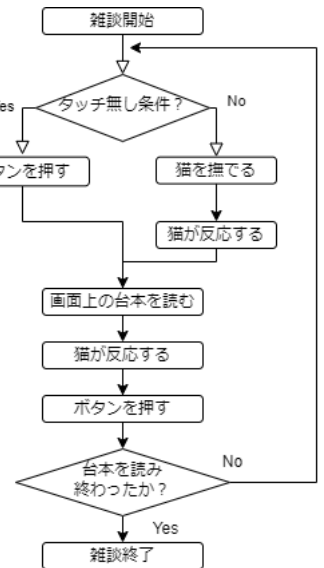 雑談開始
タッチ無し条件？
es
No
タンを押す
猫を撫でる
猫が反応する
画面上の台本を読む
猫が反応する
ボタンを押す
台本を読み
終わったか？
No
Yes
雑談終了